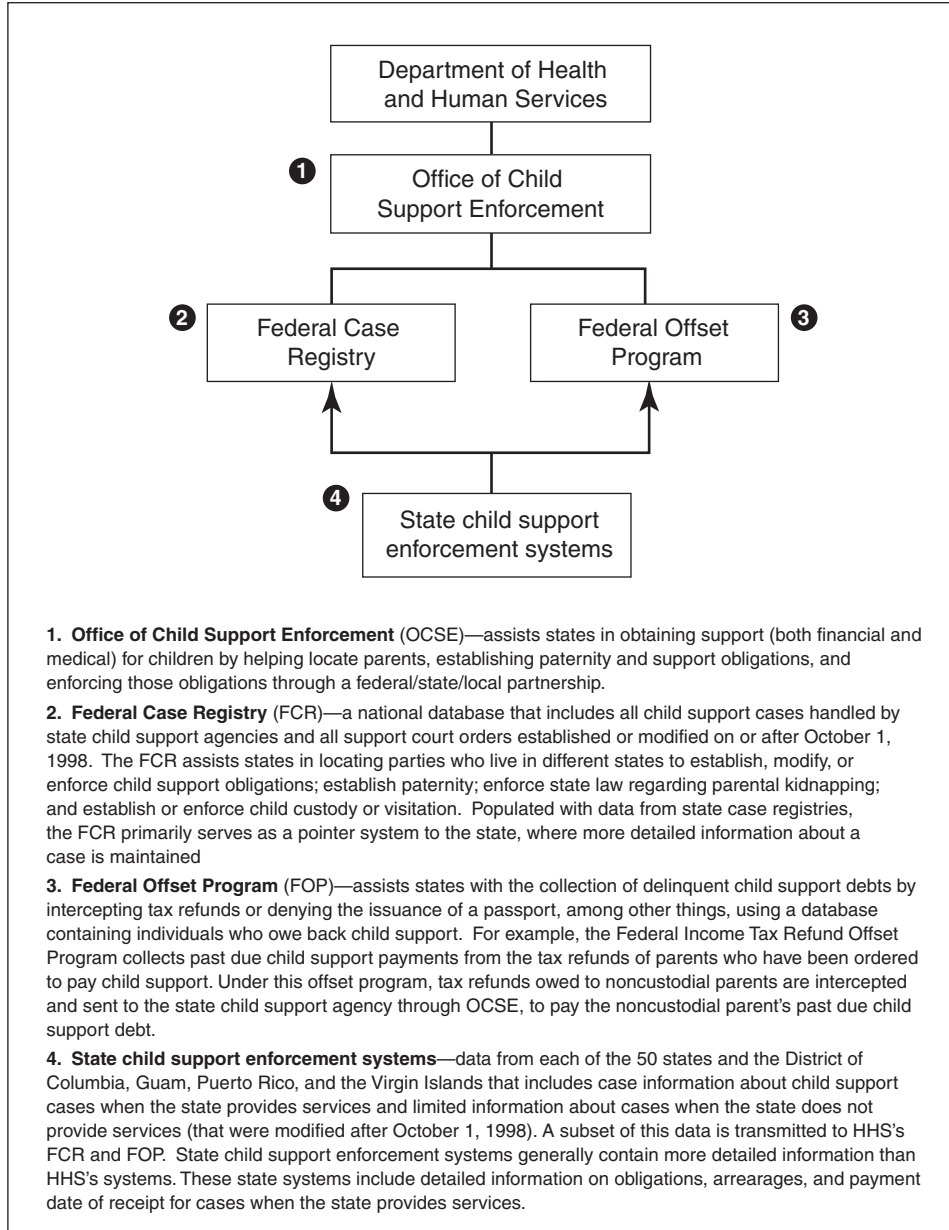 Department of Health
and Human Services
❶
Office of Child
Support Enforcement
❷
Federal Case
Registry
Federal Offset
Program
❸
❹
State child support
enforcement systems
1. Office of Child Support Enforcement (OCSE)—assists states in obtaining support (both financial and
medical) for children by helping locate parents, establishing paternity and support obligations, and
enforcing those obligations through a federal/state/local partnership.
2. Federal Case Registry (FCR)—a national database that includes all child support cases handled by
state child support agencies and all support court orders established or modified on or after October 1,
1998. The FCR assists states in locating parties who live in different states to establish, modify, or
enforce child support obligations; establish paternity; enforce state law regarding parental kidnapping;
and establish or enforce child custody or visitation. Populated with data from state case registries,
the FCR primarily serves as a pointer system to the state, where more detailed information about a
case is maintained
3. Federal Offset Program (FOP)—assists states with the collection of delinquent child support debts by
intercepting tax refunds or denying the issuance of a passport, among other things, using a database
containing individuals who owe back child support. For example, the Federal Income Tax Refund Offset
Program collects past due child support payments from the tax refunds of parents who have been ordered
to pay child support. Under this offset program, tax refunds owed to noncustodial parents are intercepted
and sent to the state child support agency through OCSE, to pay the noncustodial parent's past due child
support debt.
4. State child support enforcement systems—data from each of the 50 states and the District of
Columbia, Guam, Puerto Rico, and the Virgin Islands that includes case information about child support
cases when the state provides services and limited information about cases when the state does not
provide services (that were modified after October 1, 1998). A subset of this data is transmitted to HHS's
FCR and FOP. State child support enforcement systems generally contain more detailed information than
HHS's systems. These state systems include detailed information on obligations, arrearages, and payment
date of receipt for cases when the state provides services.